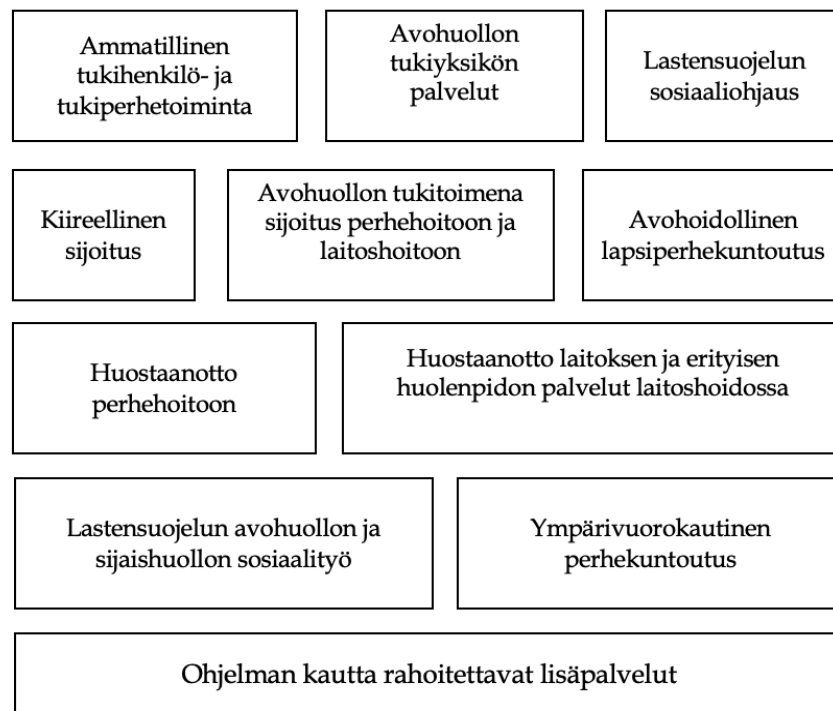 Ammatillinen
tukihenkilö- ja
tukiperhetoiminta
Avohuollon
tukiyksikön
palvelut
Lastensuojelun
sosiaaliohjaus
Kiireellinen
sijoitus
Avohuollon tukitoimena
sijoitus perhehoitoon ja
laitoshoitoon
Avohoidollinen
lapsiperhekuntoutus
Huostaanotto
perhehoitoon
Huostaanotto laitoksen ja erityisen
huolenpidon palvelut laitoshoidossa
Lastensuojelun avohuollon ja
sijaishuollon sosiaalityö
Ympärivuorokautinen
perhekuntoutus
Ohjelman kautta rahoitettavat lisäpalvelut